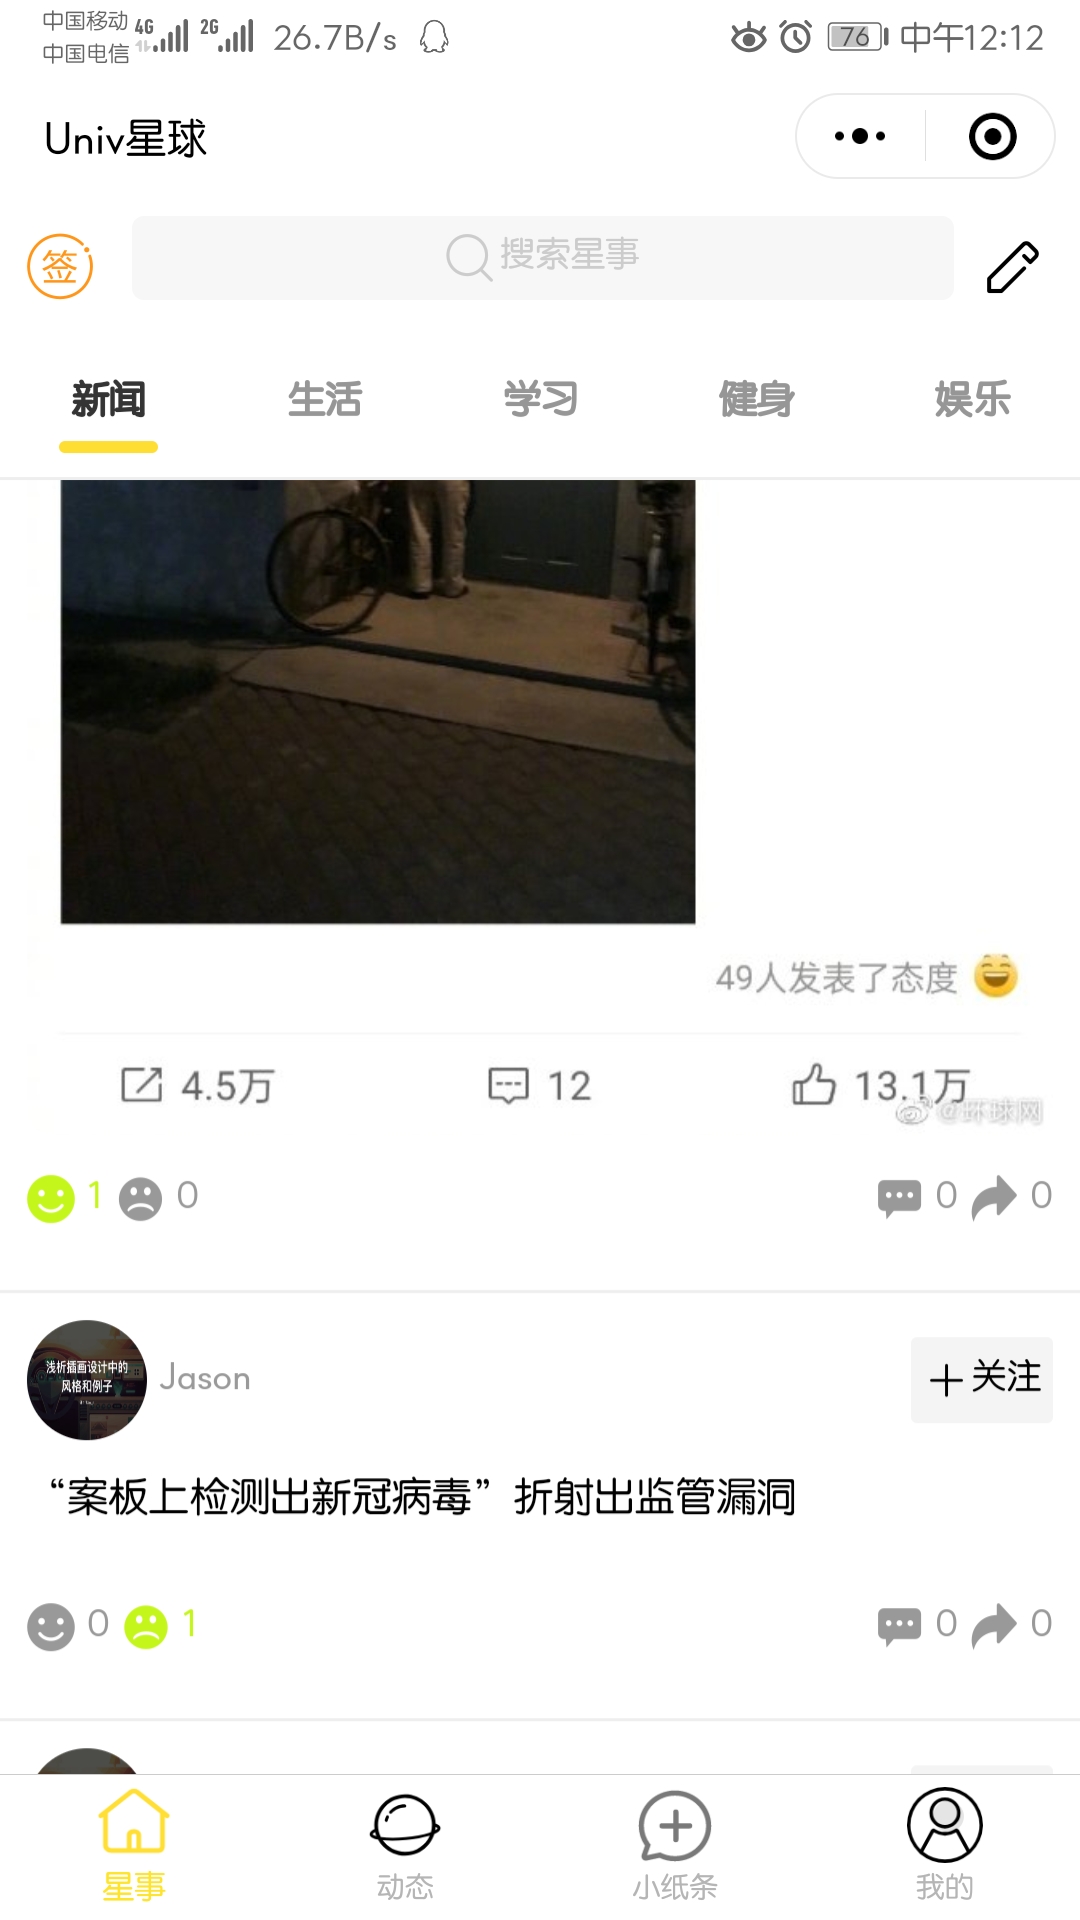 中国移动 4G 2G 26.7B/s 76 中午12:12
中国电信
Univ星球
签 搜索星事
新闻 生活 学习 健身 娱乐
49人发表了态度
4.5万 12 13.1万
@环球网
1 0 0 0
浅析插画设计中的
风格和例子
Jason 关注
“案板上检测出新冠病毒”折射出监管漏洞
0 1 0 0
星事 动态 小纸条 我的